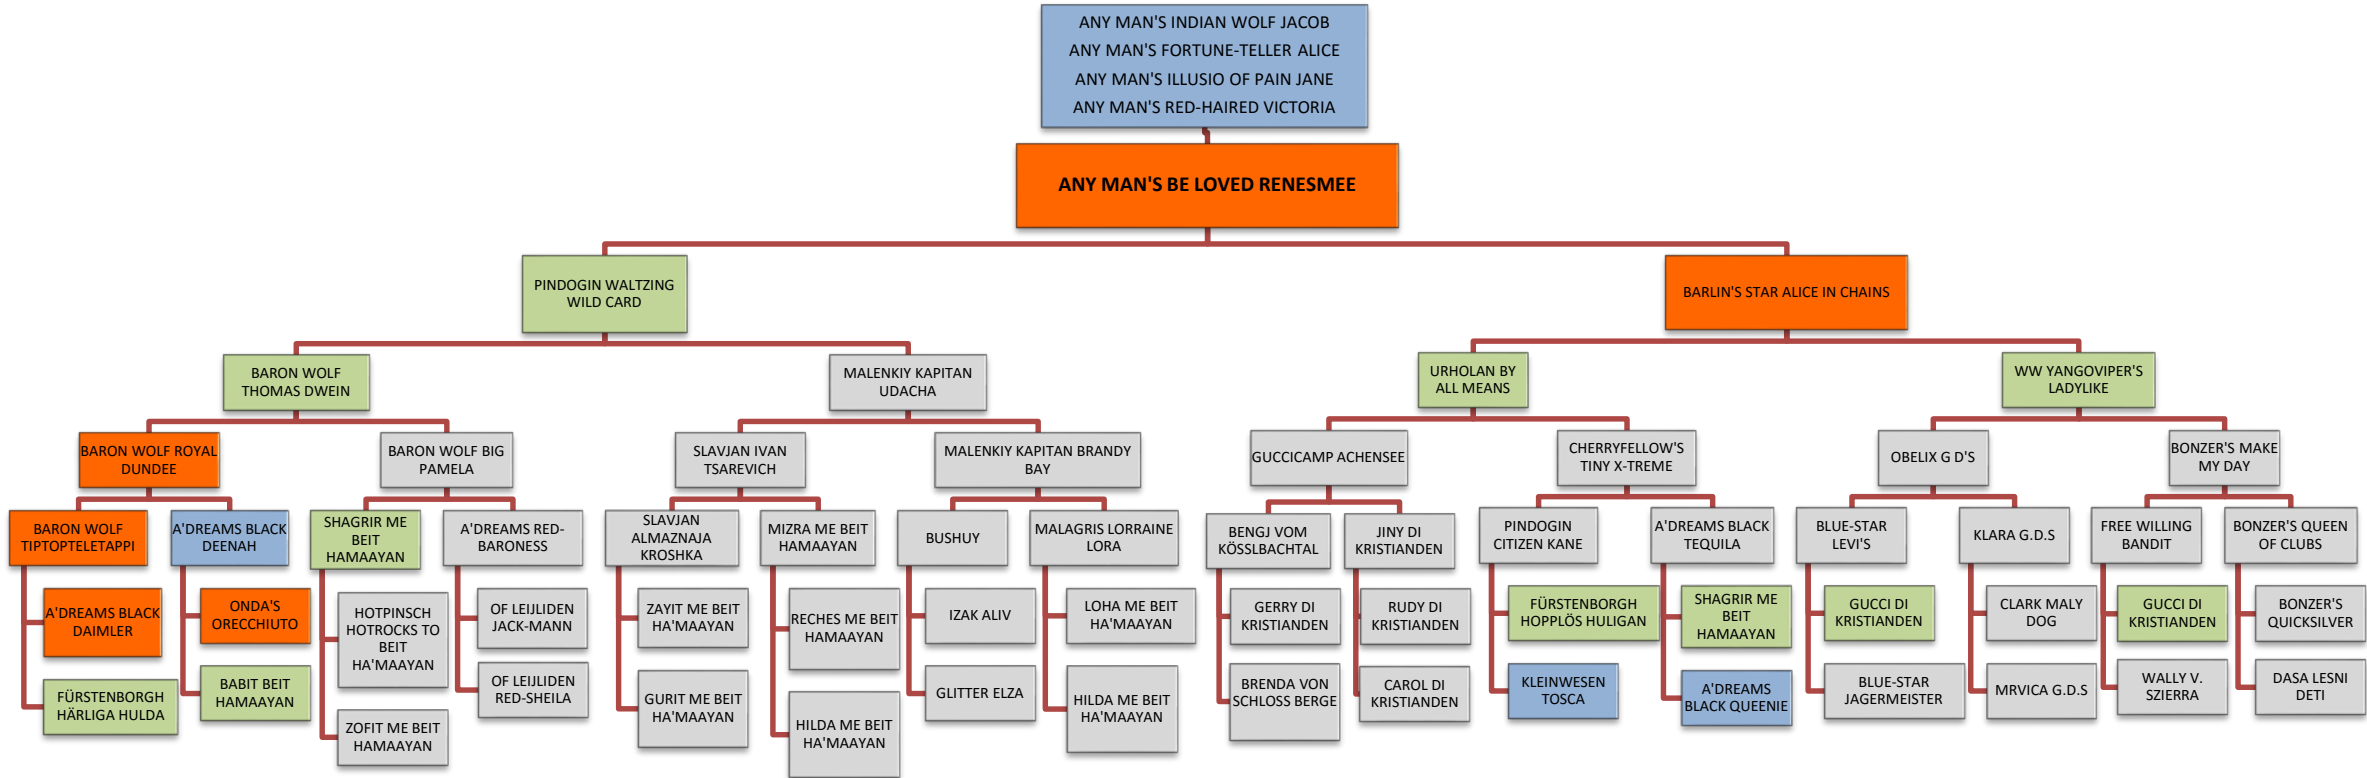 ANY MAN'S INDIAN WOLF JACOB
ANY MAN'S FORTUNE-TELLER ALICE
ANY MAN'S ILLUSIO OF PAIN JANE
ANY MAN'S RED-HAIRED VICTORIA
ANY MAN'S BE LOVED RENESMEE
PINDOGIN WALTZING
WILD CARD
BARLIN'S STAR ALICE IN CHAINS
BARON WOLF
THOMAS DWEIN
MALENKIY KAPITAN
UDACHA
URHOLAN BY
ALL MEANS
WW YANGOVIPER'S
LADYLIKE
BARON WOLF ROYAL
DUNDEE
BARON WOLF BIG
PAMELA
SLAVJAN IVAN
TSAREVICH
MALENKIY KAPITAN BRANDY
BAY
GUCCICAMP ACHENSEE
CHERRYFELLOW'S
TINY X-TREME
OBELIX G D'S
BONZER'S MAKE
MY DAY
BARON WOLF
TIPTOPTELETAPPI
A'DREAMS BLACK
DEENAH
SHAGRIR ME
BEIT
HAMAAYAN
A'DREAMS RED-
BARONESS
SLAVJAN
ALMAZNAJA
KROSHKA
MIZRA ME BEIT
HAMAAYAN
BUSHUY
MALAGRIS LORRAINE
LORA
BENGJ VOM
KÖSSLBACHTAL
JINY DI
KRISTIANDEN
PINDOGIN
CITIZEN KANE
A'DREAMS BLACK
TEQUILA
BLUE-STAR
LEVI'S
KLARA G.D.S
FREE WILLING
BANDIT
BONZER'S QUEEN
OF CLUBS
A'DREAMS BLACK
DAIMLER
ONDA'S
ORECCHIUTO
HOTPINSCH
HOTROCKS TO
BEIT
HA'MAAYAN
OF LEIJLIDEN
JACK-MANN
ZAYIT ME BEIT
HA'MAAYAN
RECHES ME BEIT
HAMAAYAN
IZAK ALIV
LOHA ME BEIT
HA'MAAYAN
GERRY DI
KRISTIANDEN
RUDY DI
KRISTIANDEN
FÜRSTENBORGH
HOPPLÖS HULIGAN
SHAGRIR ME
BEIT
HAMAAYAN
GUCCI DI
KRISTIANDEN
CLARK MALY
DOG
GUCCI DI
KRISTIANDEN
BONZER'S
QUICKSILVER
FÜRSTENBORGH
HÄRLIGA HULDA
BABIT BEIT
HAMAAYAN
ZOFIT ME BEIT
HAMAAYAN
OF LEIJLIDEN
RED-SHEILA
GURIT ME BEIT
HA'MAAYAN
HILDA ME BEIT
HA'MAAYAN
GLITTER ELZA
HILDA ME BEIT
HA'MAAYAN
BRENDA VON
SCHLOSS BERGE
CAROL DI
KRISTIANDEN
KLEINWESEN
TOSCA
A'DREAMS
BLACK QUEENIE
BLUE-STAR
JAGERMEISTER
MRVICA G.D.S
WALLY V.
SZIERRA
DASA LESNI
DETI